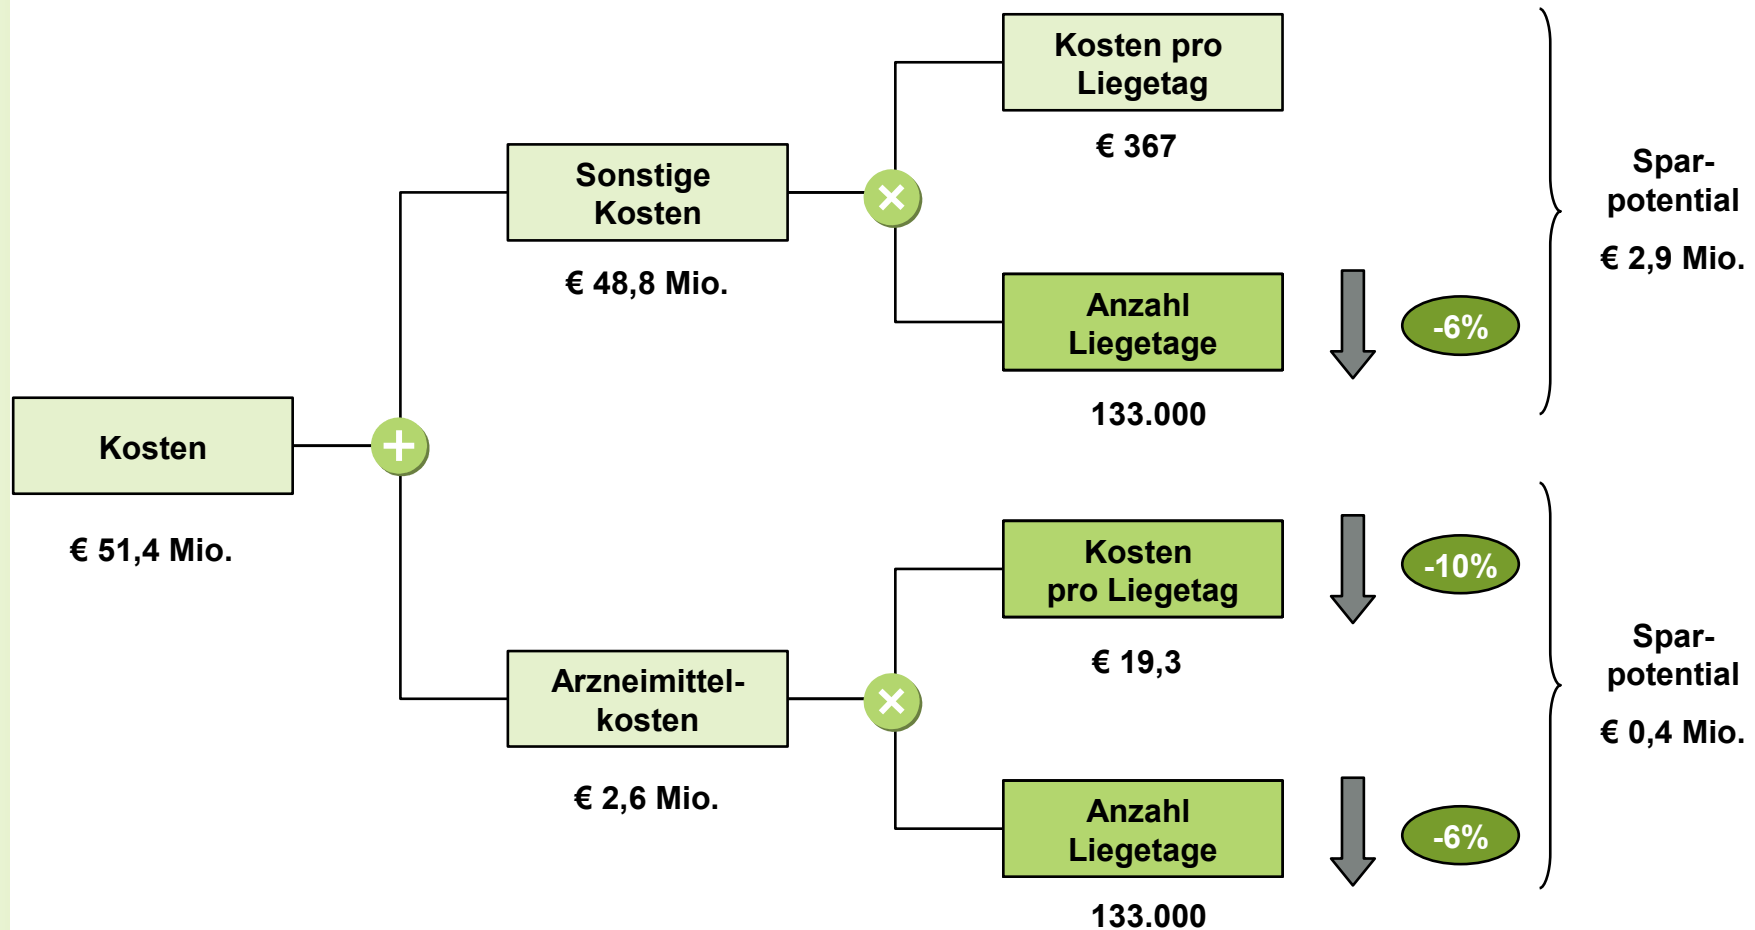 Kosten
€ 51,4 Mio.
Sonstige
Kosten
€ 48,8 Mio.
Kosten pro
Liegetag
€ 367
Anzahl
Liegetage
133.000
-6%
Spar-
potential
€ 2,9 Mio.
Arzneimittel-
kosten
€ 2,6 Mio.
Kosten
pro Liegetag
€ 19,3
-10%
Anzahl
Liegetage
133.000
-6%
Spar-
potential
€ 0,4 Mio.